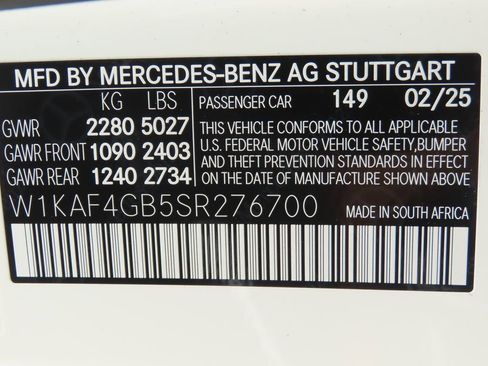 MFD BY MERCEDES-BENZ AG STUTTGART
KG LBS PASSENGER CAR 149 02/25
GWR 2280 5027
GAWR FRONT 1090 2403
GAWR REAR 1240 2734
THIS VEHICLE CONFORMS TO ALL APPLICABLE
U.S. FEDERAL MOTOR VEHICLE SAFETY,BUMPER
AND THEFT PREVENTION STANDARDS IN EFFECT
ON THE DATE OF MANUFACTURE SHOWN ABOVE.
W1KAF4GB5SR276700 MADE IN SOUTH AFRICA